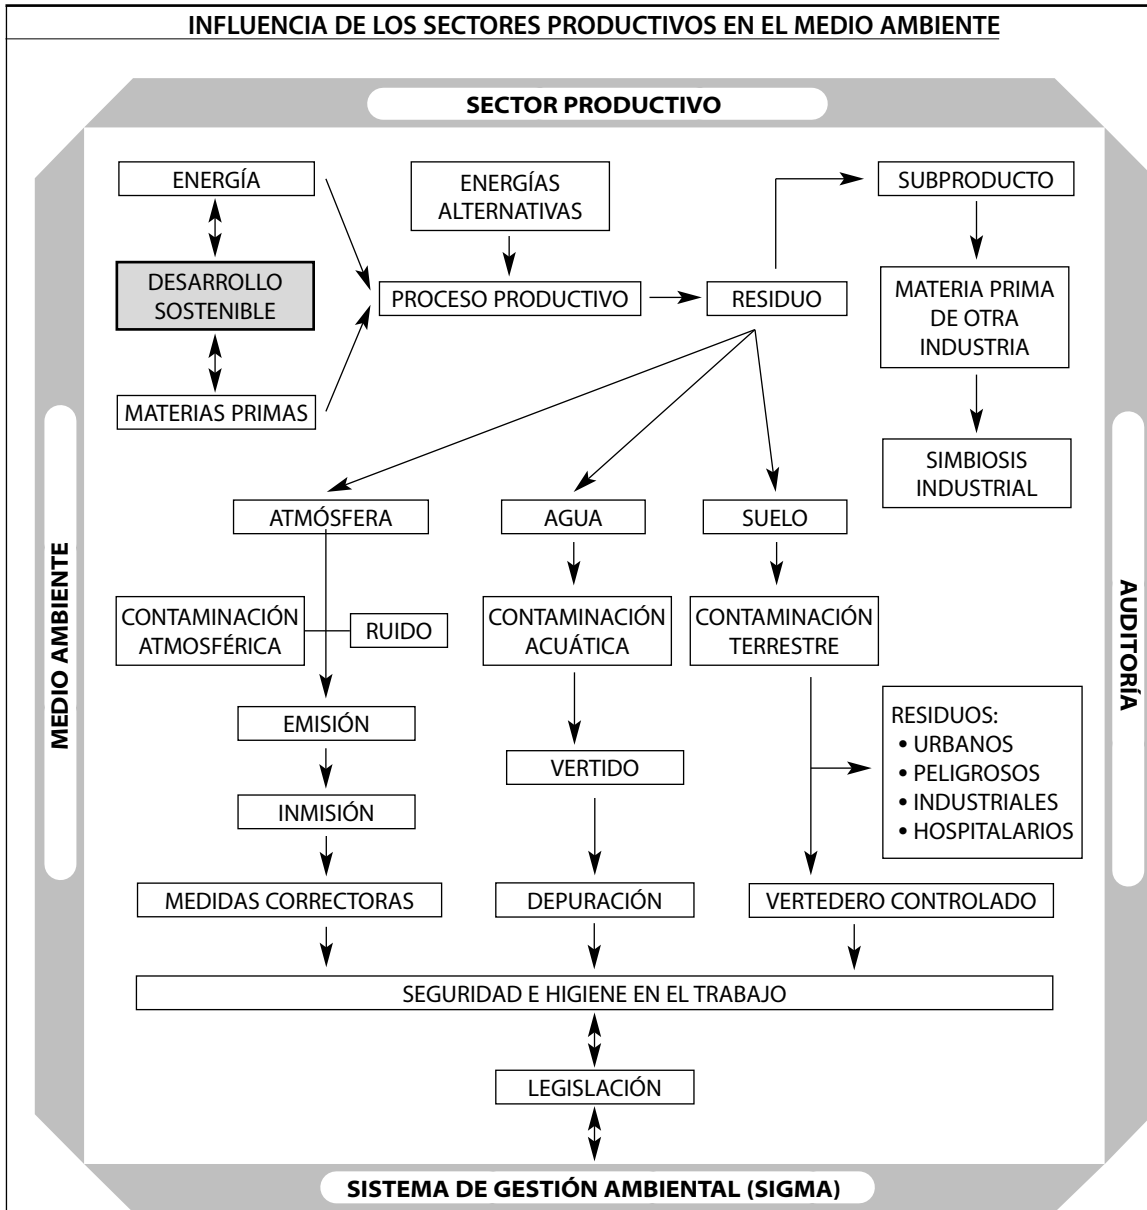 INFLUENCIA DE LOS SECTORES PRODUCTIVOS EN EL MEDIO AMBIENTE
SECTOR PRODUCTIVO
ENERGÍA
ENERGÍAS
ALTERNATIVAS
SUBPRODUCTO
DESARROLLO
SOSTENIBLE
PROCESO PRODUCTIVO
RESIDUO
MATERIA PRIMA
DE OTRA
INDUSTRIA
MATERIAS PRIMAS
SIMBIOSIS
INDUSTRIAL
ATMÓSFERA
AGUA
SUELO
MEDIO AMBIENTE
AUDITORÍA
CONTAMINACIÓN
ATMOSFÉRICA
RUIDO
CONTAMINACIÓN
ACUÁTICA
CONTAMINACIÓN
TERRESTRE
EMISIÓN
VERTIDO
RESIDUOS:
• URBANOS
• PELIGROSOS
• INDUSTRIALES
• HOSPITALARIOS
INMISIÓN
MEDIDAS CORRECTORAS
DEPURACIÓN
VERTEDERO CONTROLADO
SEGURIDAD E HIGIENE EN EL TRABAJO
LEGISLACIÓN
SISTEMA DE GESTIÓN AMBIENTAL (SIGMA)